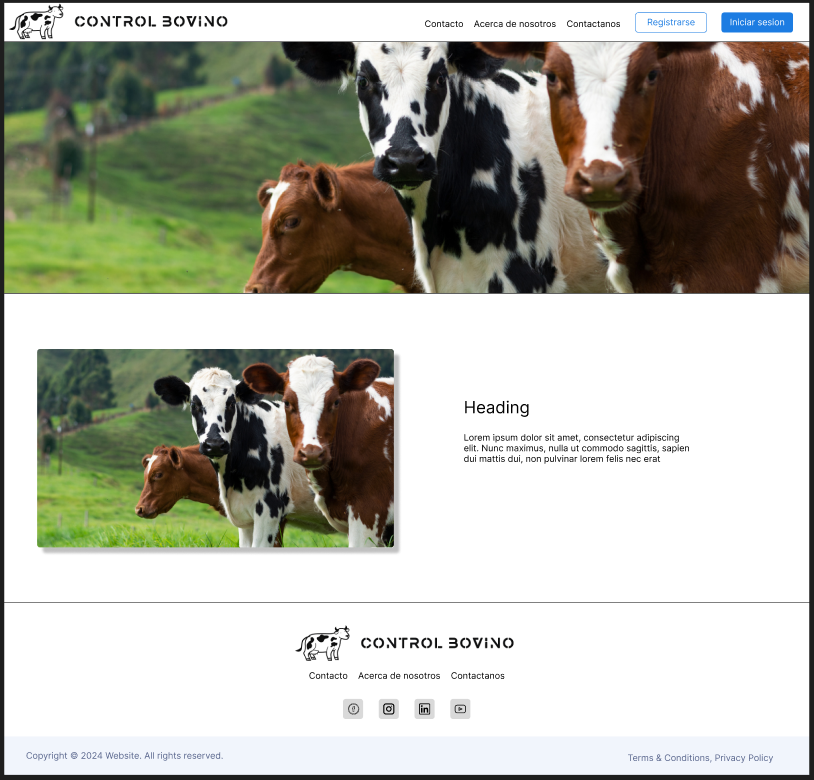 CONTROL BOVINO
Contacto Acerca de nosotros Contactanos Registrarse Iniciar sesion
Heading
Lorem ipsum dolor sit amet, consectetur adipiscing
elit. Nunc maximus, nulla ut commodo sagittis, sapien
dui mattis dui, non pulvinar lorem felis nec erat
CONTROL BOVINO
Contacto Acerca de nosotros Contactanos
Copyright © 2024 Website. All rights reserved.
Terms & Conditions, Privacy Policy